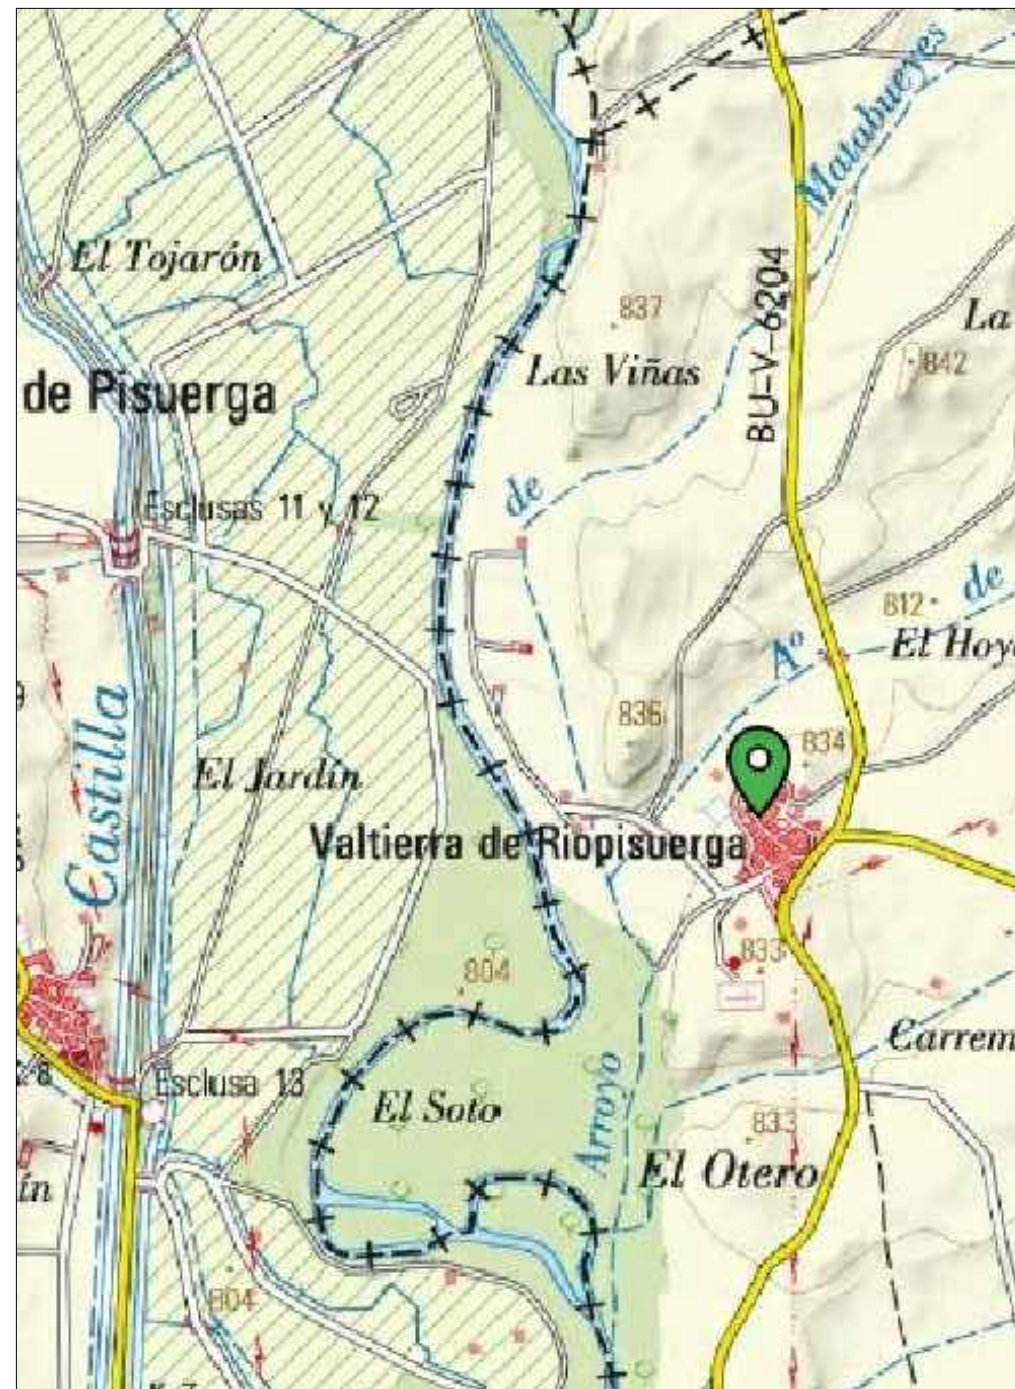 Matabueyes
El Tojarón
BU-V-6204
837
La
842
Las Viñas
de Pisuerga
de
Esclusas 11 y 12
de
812
Aº
El Hoy
Castilla
836
834
El Jardín
Valtierra de Riopisuerga
804
833
Carrem
Esclusa 13
El Soto
Arroyo
833
El Otero
ín
804